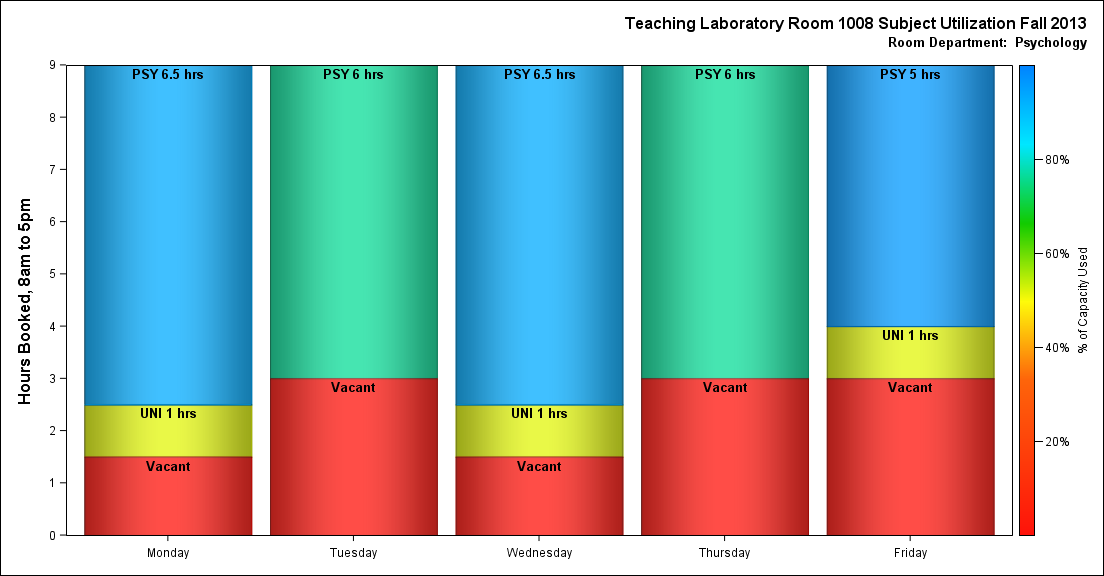 Teaching Laboratory Room 1008 Subject Utilization Fall 2013
Room Department:  Psychology
Hours Booked, 8am to 5pm
9
8
7
6
5
4
3
2
1
0
PSY 6.5 hrs
UNI 1 hrs
Vacant
PSY 6 hrs
Vacant
PSY 6.5 hrs
UNI 1 hrs
Vacant
PSY 6 hrs
Vacant
PSY 5 hrs
UNI 1 hrs
Vacant
Monday
Tuesday
Wednesday
Thursday
Friday
80%
60%
40%
20%
% of Capacity Used